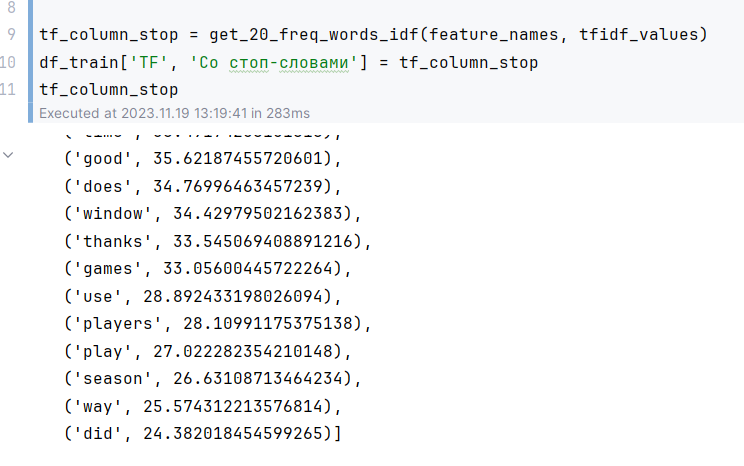 8
9 tf_column_stop = get_20_freq_words_idf(feature_names, tfidf_values)
10 df_train['TF', 'Со стоп-словами'] = tf_column_stop
11 tf_column_stop
Executed at 2023.11.19 13:19:41 in 283ms
('good', 35.62187455720601),
('does', 34.76996463457239),
('window', 34.42979502162383),
('thanks', 33.545069408891216),
('games', 33.05600445722264),
('use', 28.892433198026094),
('players', 28.10991175375138),
('play', 27.022282354210148),
('season', 26.63108713464234),
('way', 25.574312213576814),
('did', 24.382018454599265)]